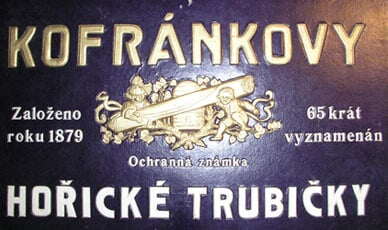 KOFRÁNKOVY
Založeno
roku 1879
65 krát
vyznamenán
Ochranná známka
HOŘICKÉ TRUBIČKY